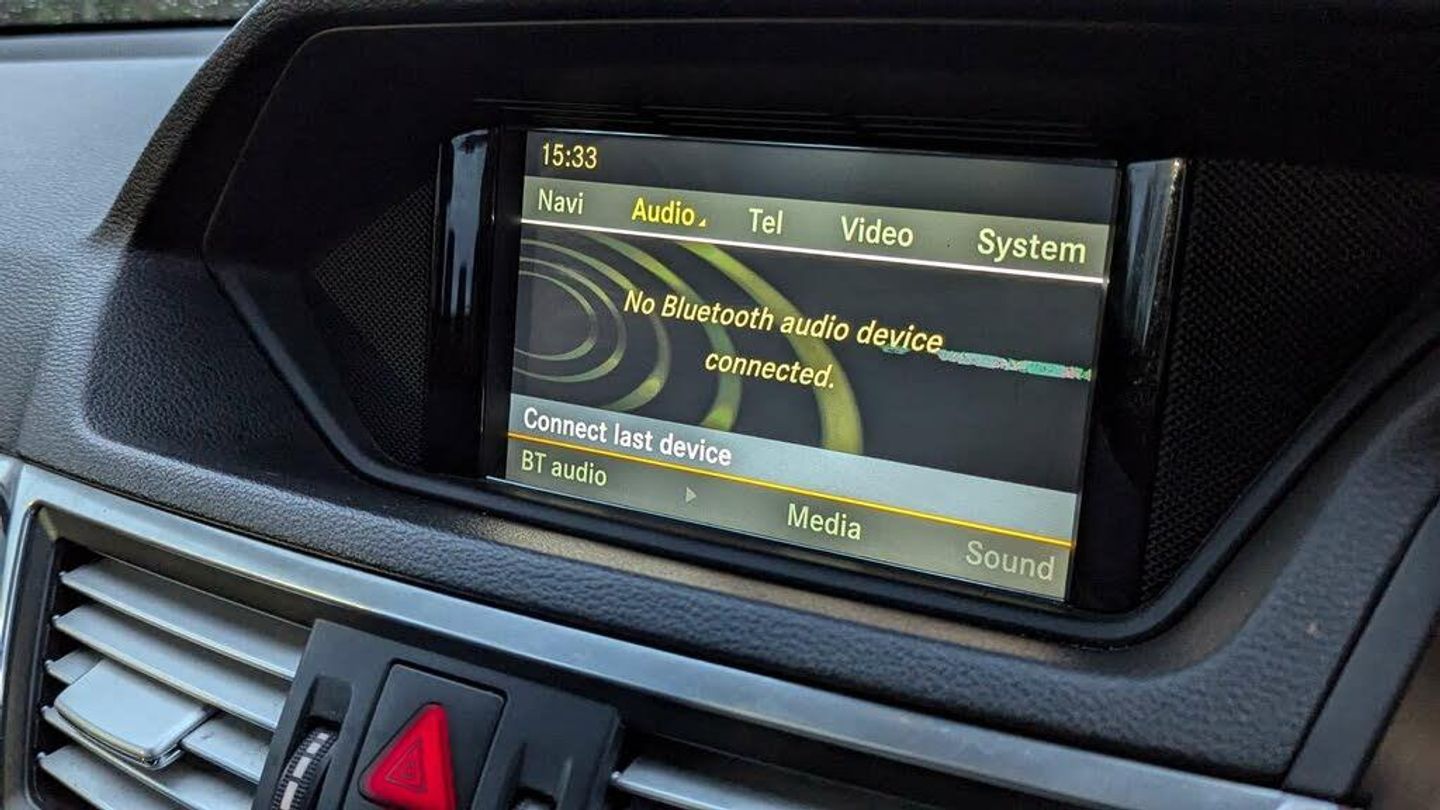 15:33
Navi Audio Tel Video System
No Bluetooth audio device
connected.
Connect last device
BT audio Media Sound